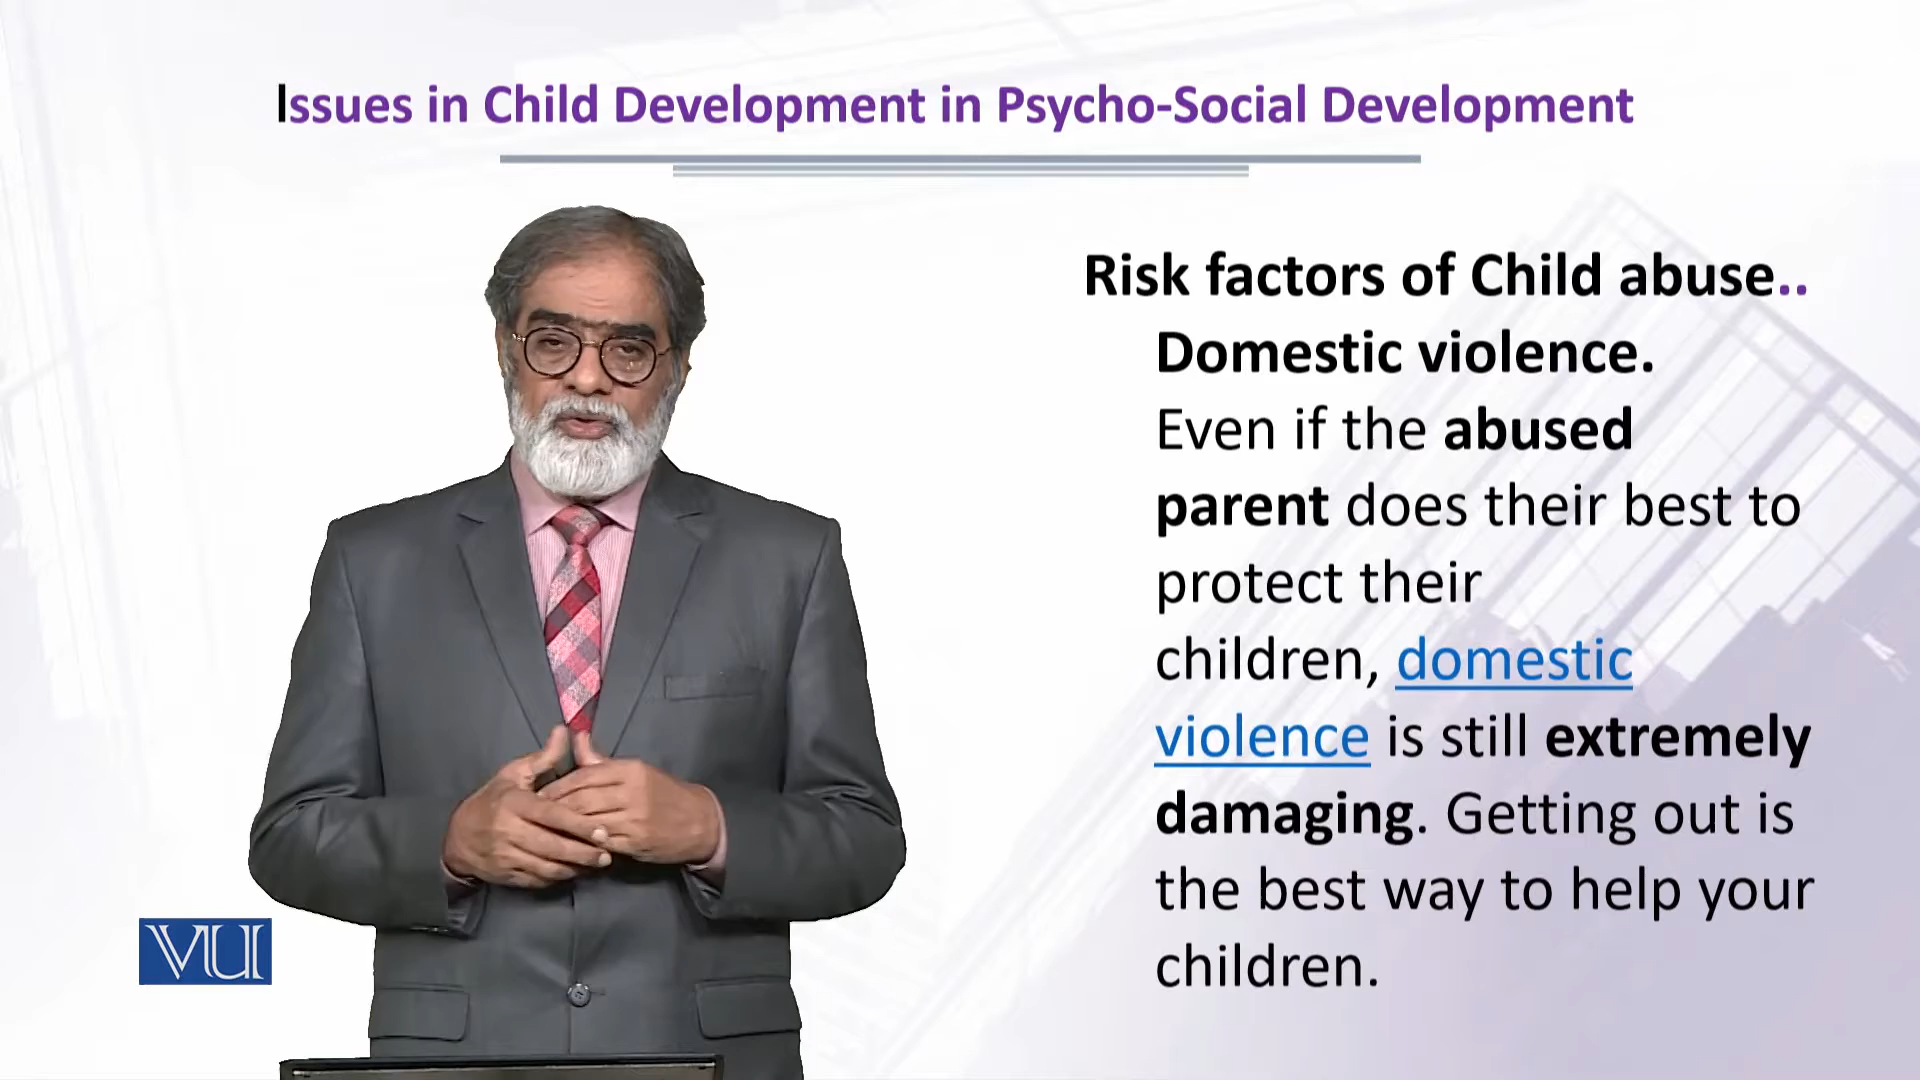 Issues in Child Development in Psycho-Social Development
Risk factors of Child abuse..
Domestic violence.
Even if the abused
parent does their best to
protect their
children, domestic
violence is still extremely
damaging. Getting out is
the best way to help your
children.
VU